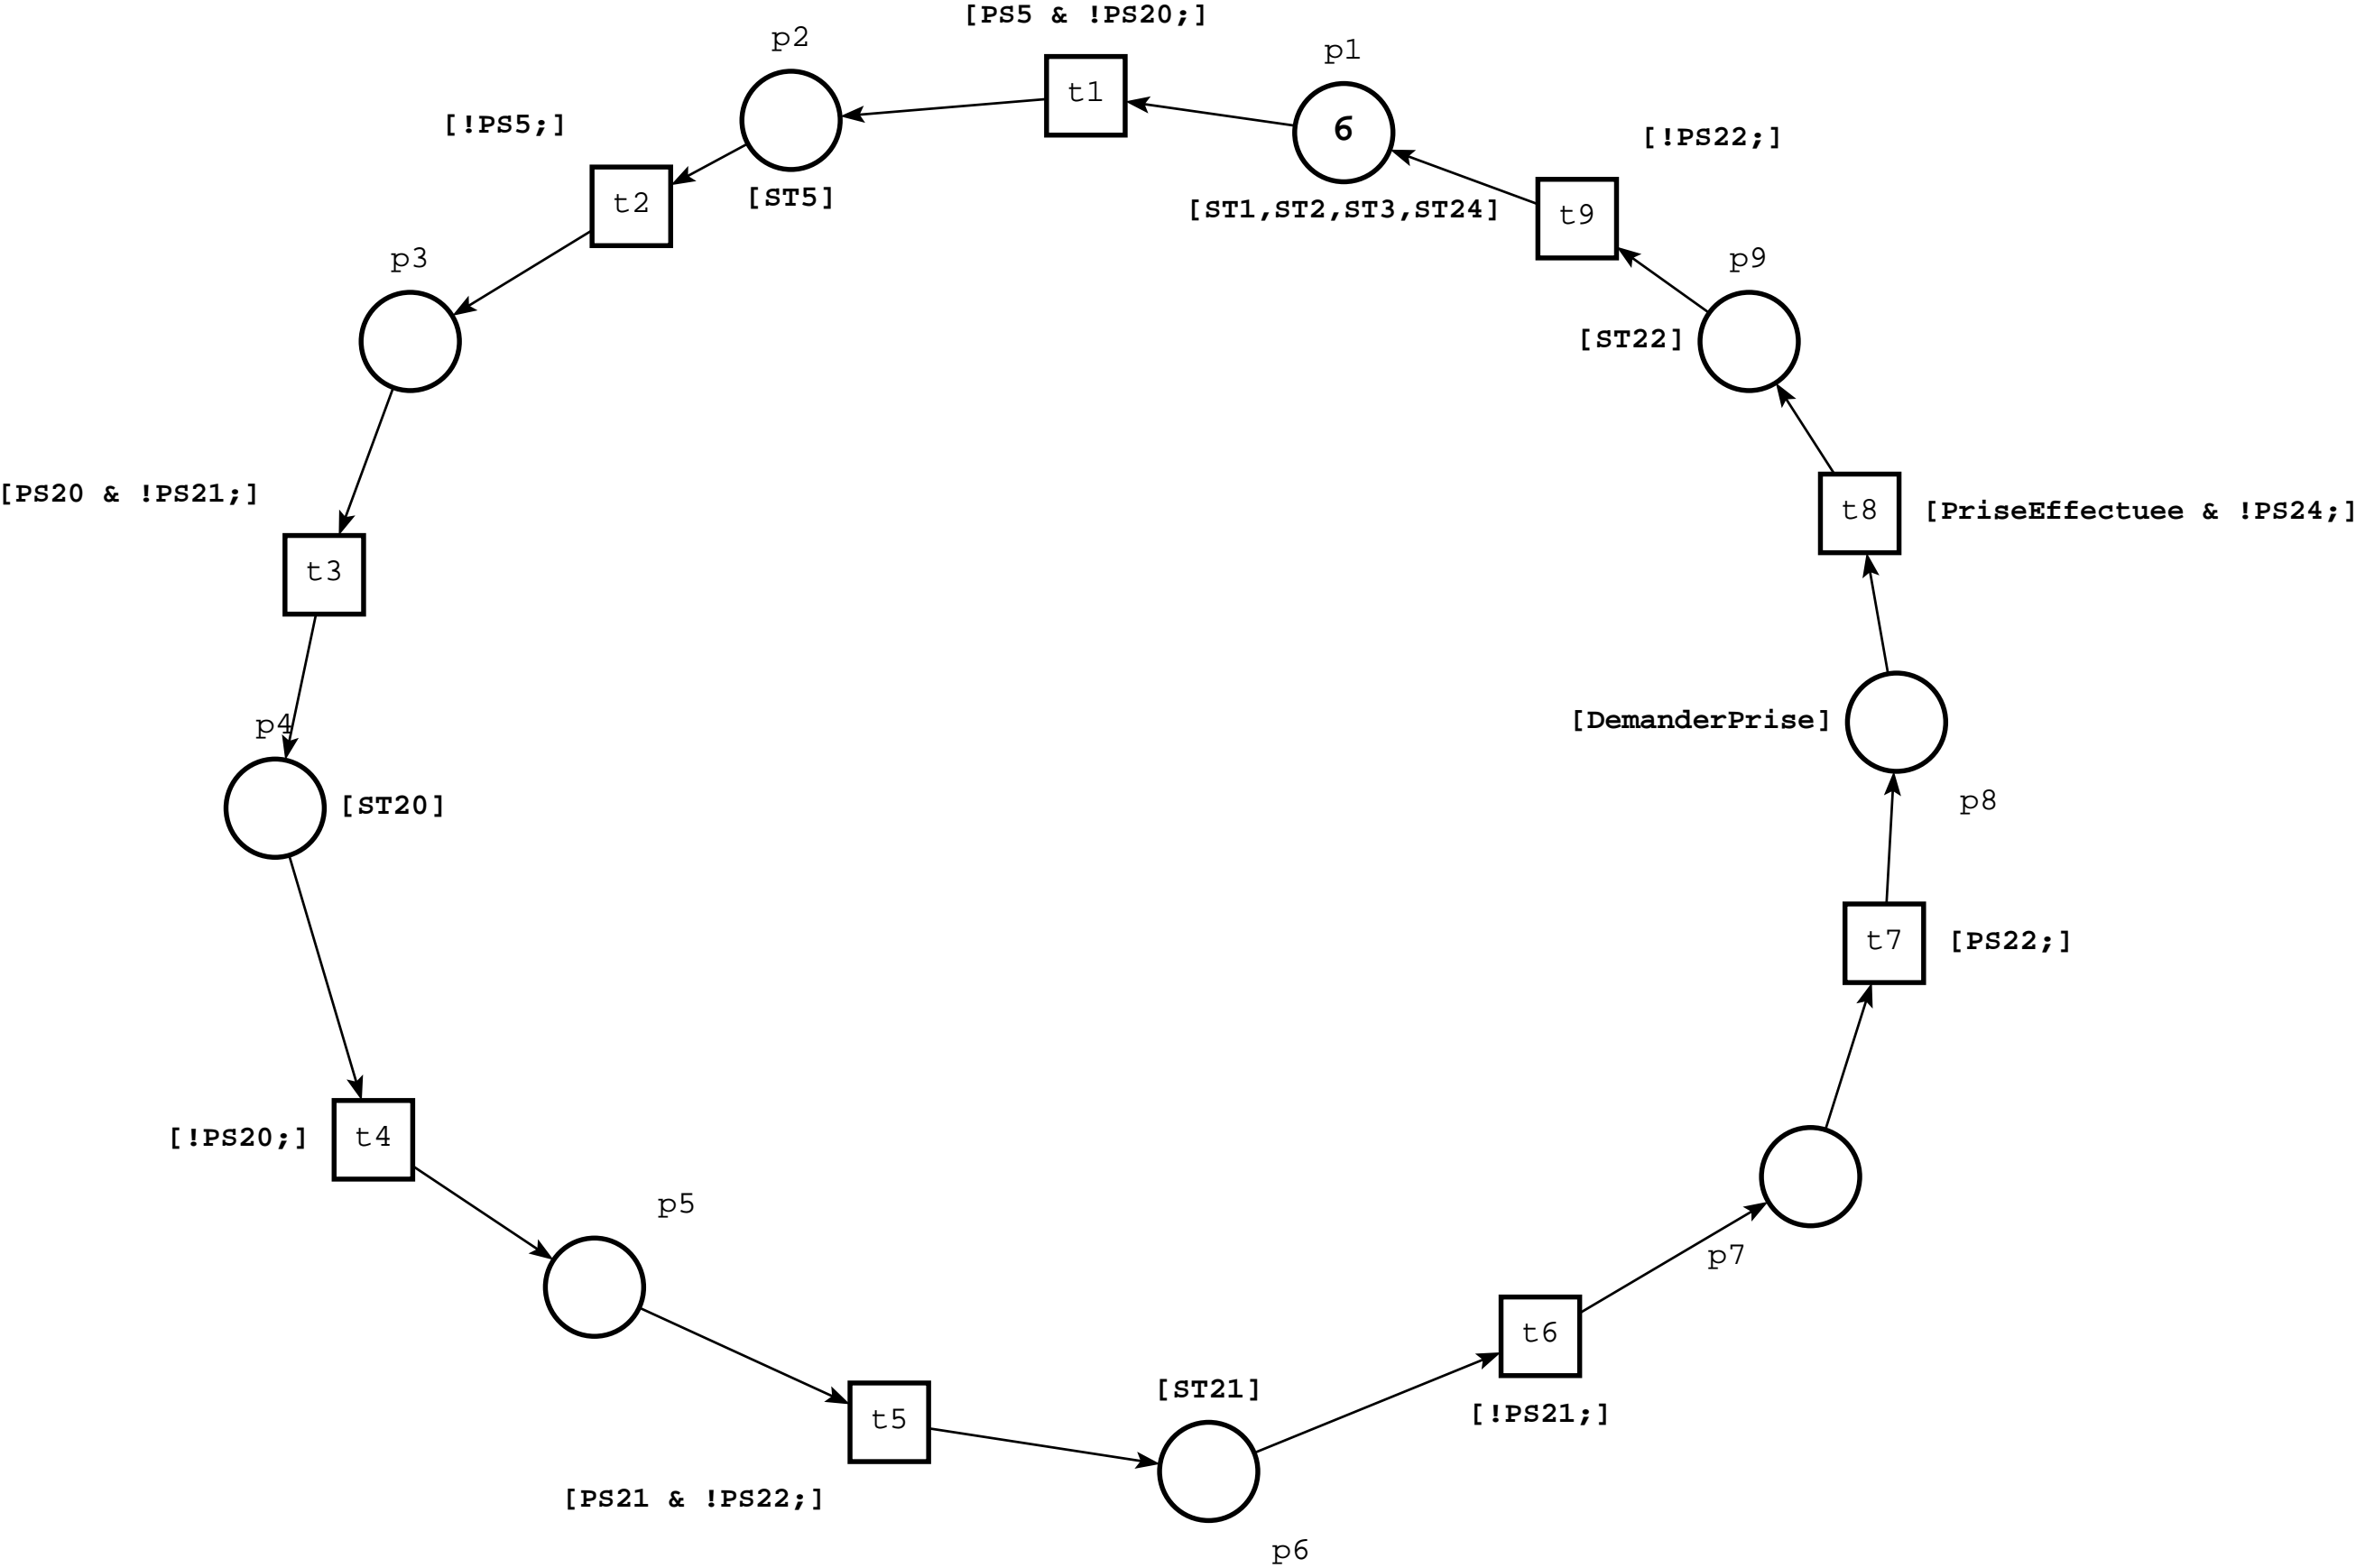 [PS5 & !PS20;]
p2
p1
t1
[!PS5;]
6
[!PS22;]
t2
[ST5]
[ST1,ST2,ST3,ST24]
t9
p3
p9
[ST22]
[PS20 & !PS21;]
t8
[PriseEffectuee & !PS24;]
t3
p4
[DemanderPrise]
[ST20]
p8
t7
[PS22;]
[!PS20;]
t4
p5
p7
t6
[ST21]
[!PS21;]
t5
[PS21 & !PS22;]
p6